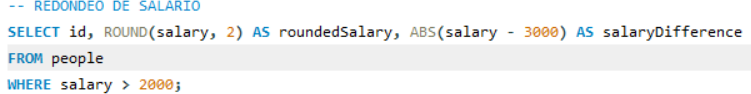 -- REDONDEO DE SALARIO
SELECT id, ROUND(salary, 2) AS roundedSalary, ABS(salary - 3000) AS salaryDifference
FROM people
WHERE salary > 2000;